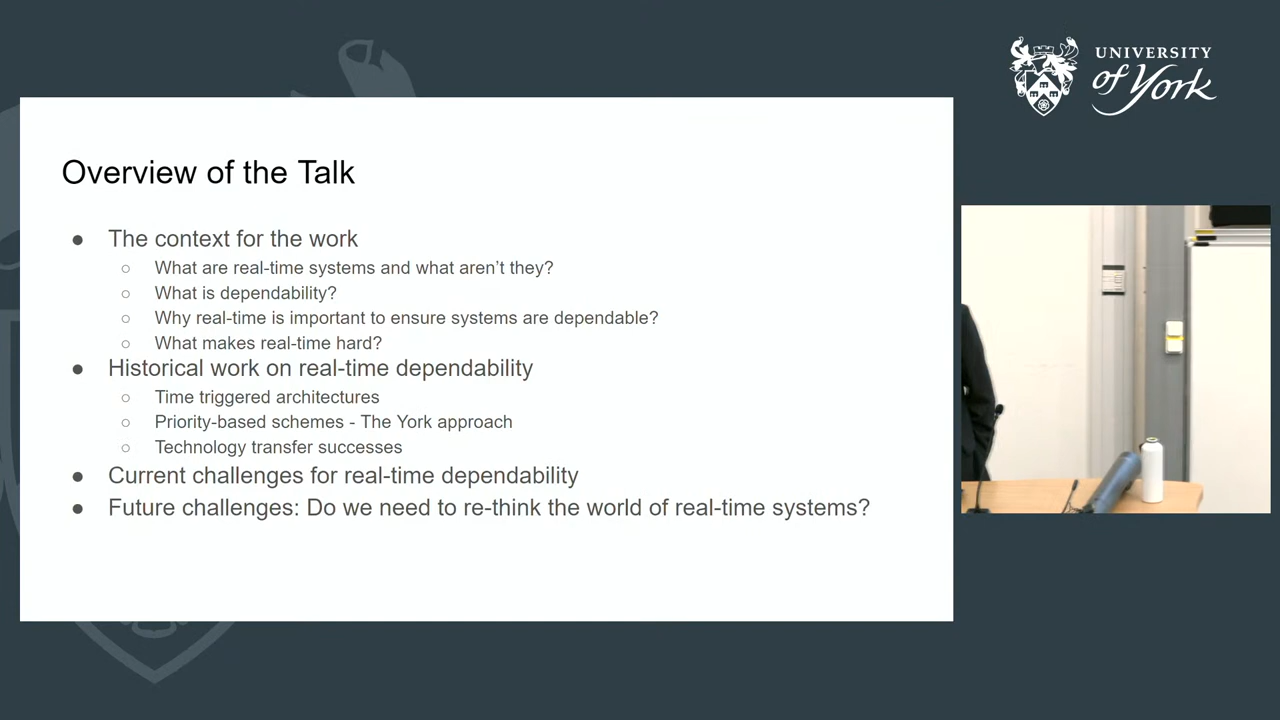 UNIVERSITY
of York
Overview of the Talk
● The context for the work
○ What are real-time systems and what aren’t they?
○ What is dependability?
○ Why real-time is important to ensure systems are dependable?
○ What makes real-time hard?
● Historical work on real-time dependability
○ Time triggered architectures
○ Priority-based schemes - The York approach
○ Technology transfer successes
● Current challenges for real-time dependability
● Future challenges: Do we need to re-think the world of real-time systems?